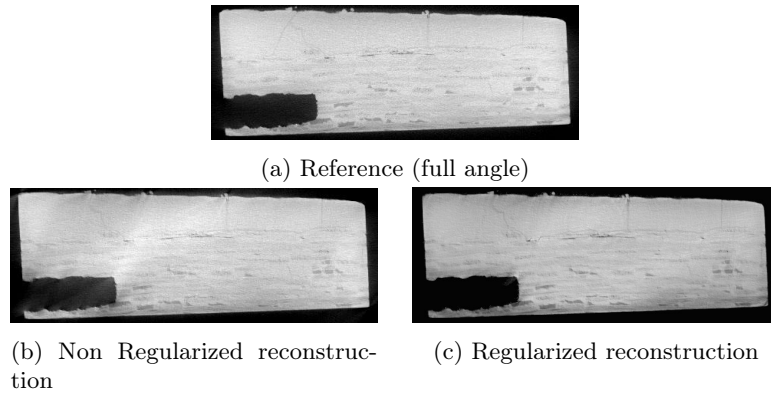 (a) Reference (full angle)
(b) Non Regularized reconstruc-
tion
(c) Regularized reconstruction